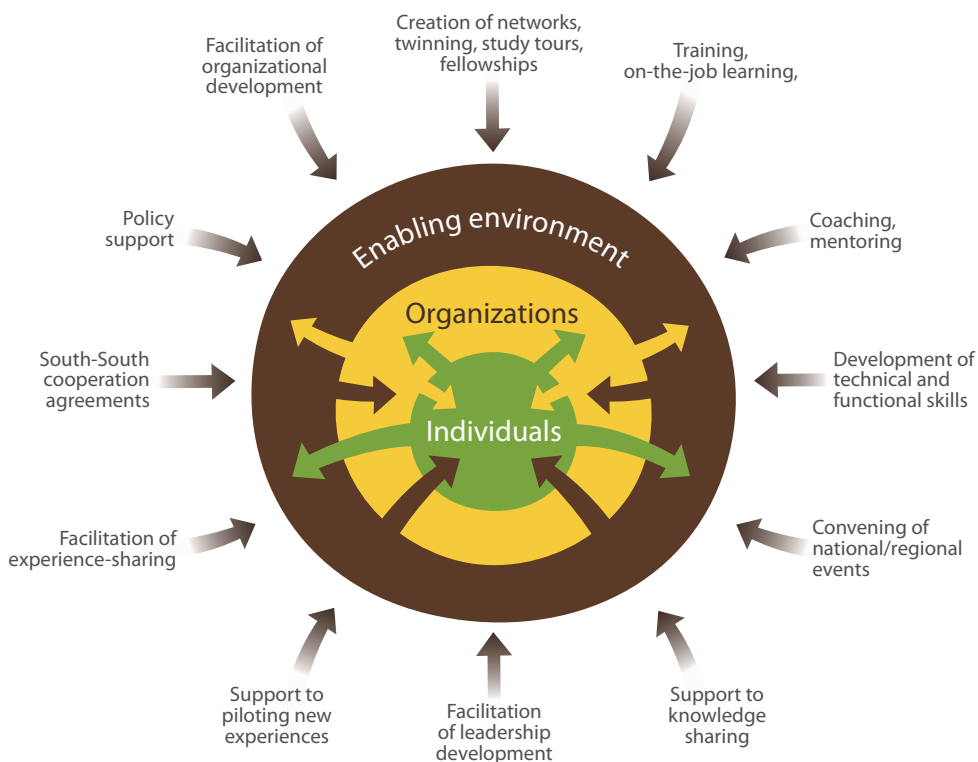 Creation of networks,
twinning, study tours,
fellowships
Facilitation of
organizational
development
Training,
on-the-job learning,
Policy
support
Coaching,
mentoring
Enabling environment
Organizations
Individuals
South-South
cooperation
agreements
Development of
technical and
functional skills
Facilitation of
experience-sharing
Convening of
national/regional
events
Support to
piloting new
experiences
Facilitation
of leadership
development
Support to
knowledge
sharing